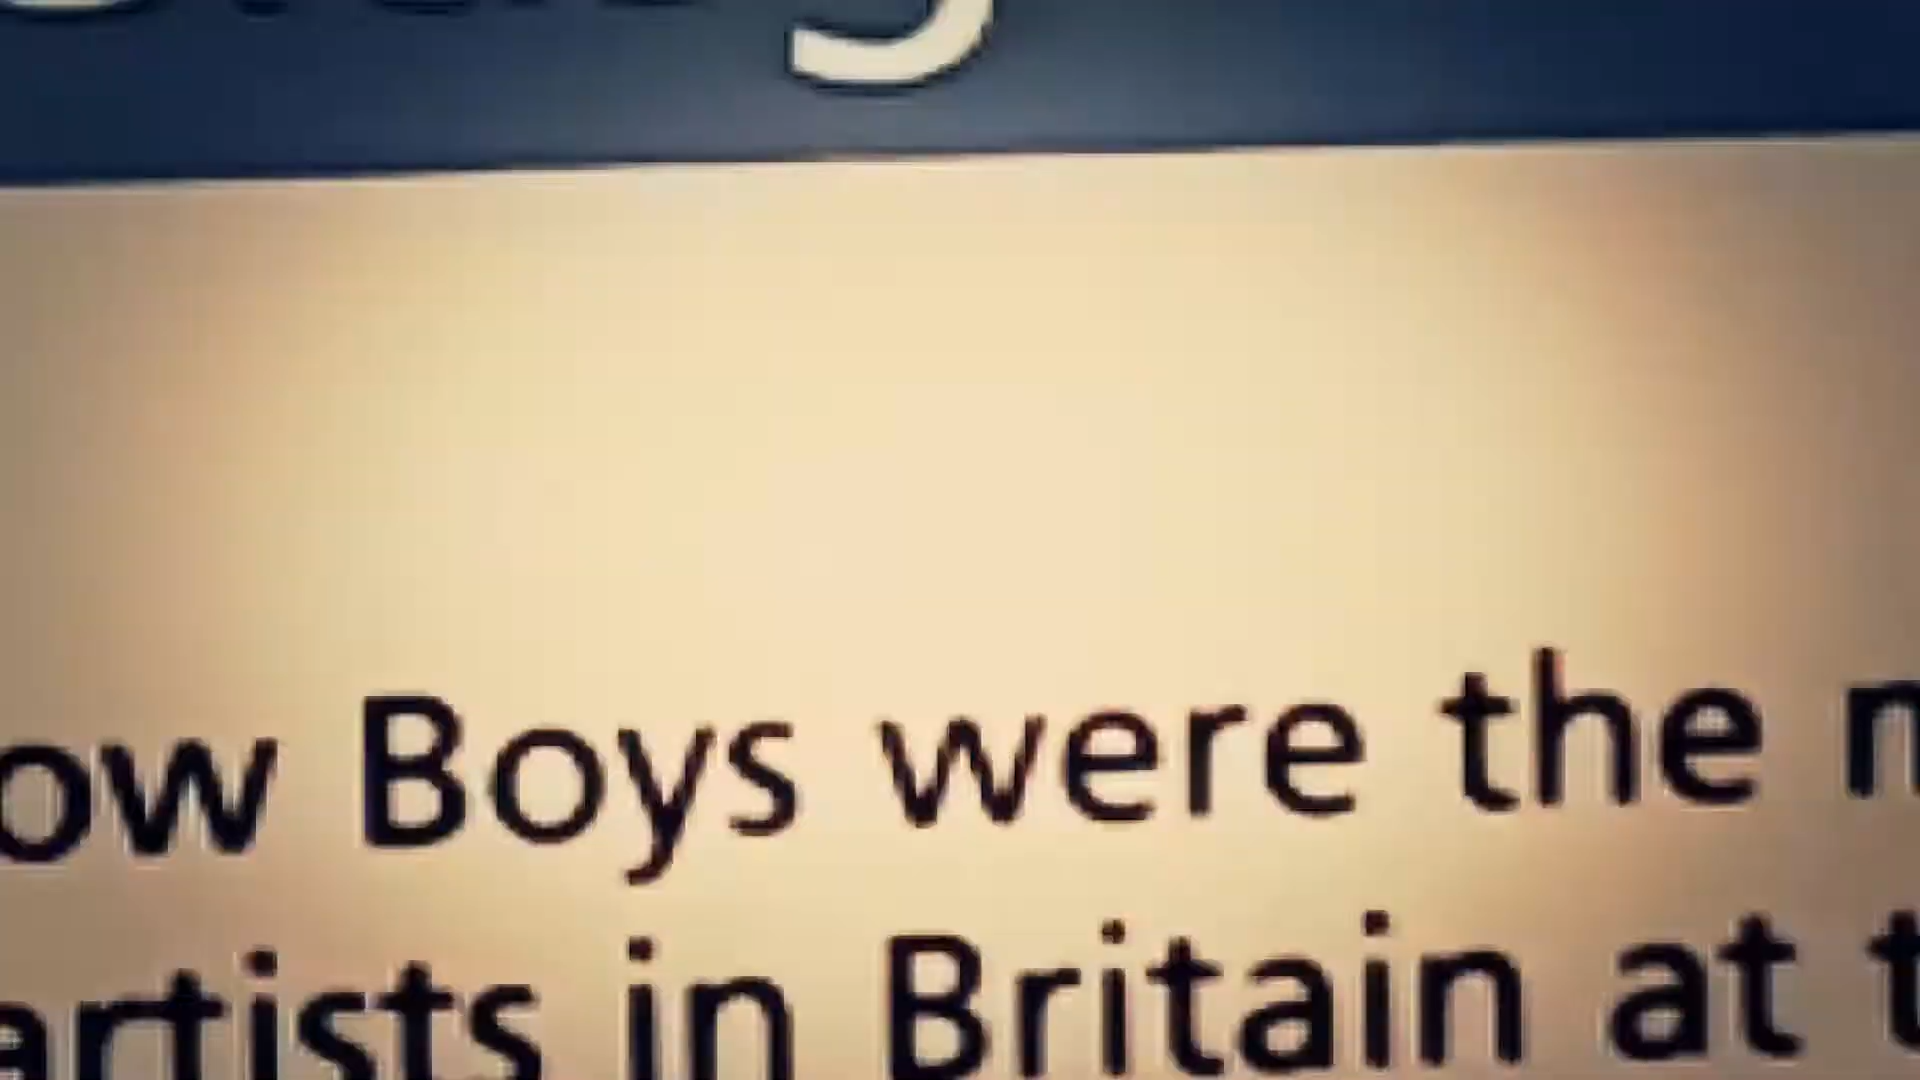 ow Boys were the
artists in Britain at t